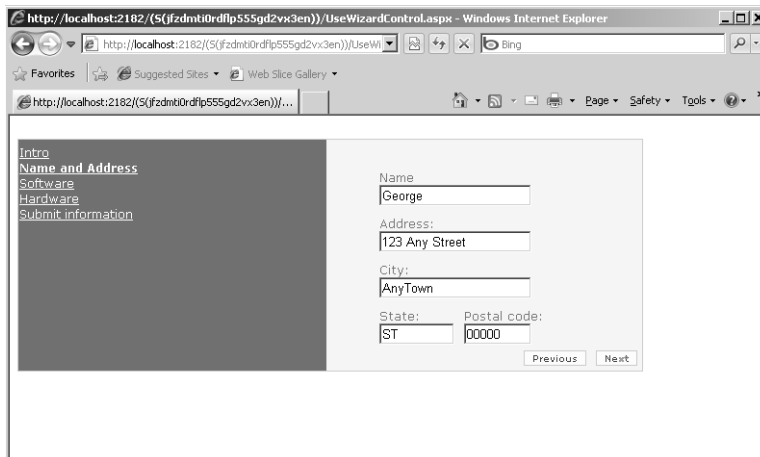 http://localhost:2182/(S(jfzdmti0rdflp555gd2vx3en))/UseWizardControl.aspx - Windows Internet Explorer
http://localhost:2182/(S(jfzdmti0rdflp555gd2vx3en))/UseWi Bing
Favorites Suggested Sites Web Slice Gallery
http://localhost:2182/(S(jfzdmti0rdflp555gd2vx3en))/... Page Safety Tools
Intro
Name and Address
Software
Hardware
Submit information
Name
George
Address:
123 Any Street
City:
AnyTown
State: Postal code:
ST 00000
Previous Next